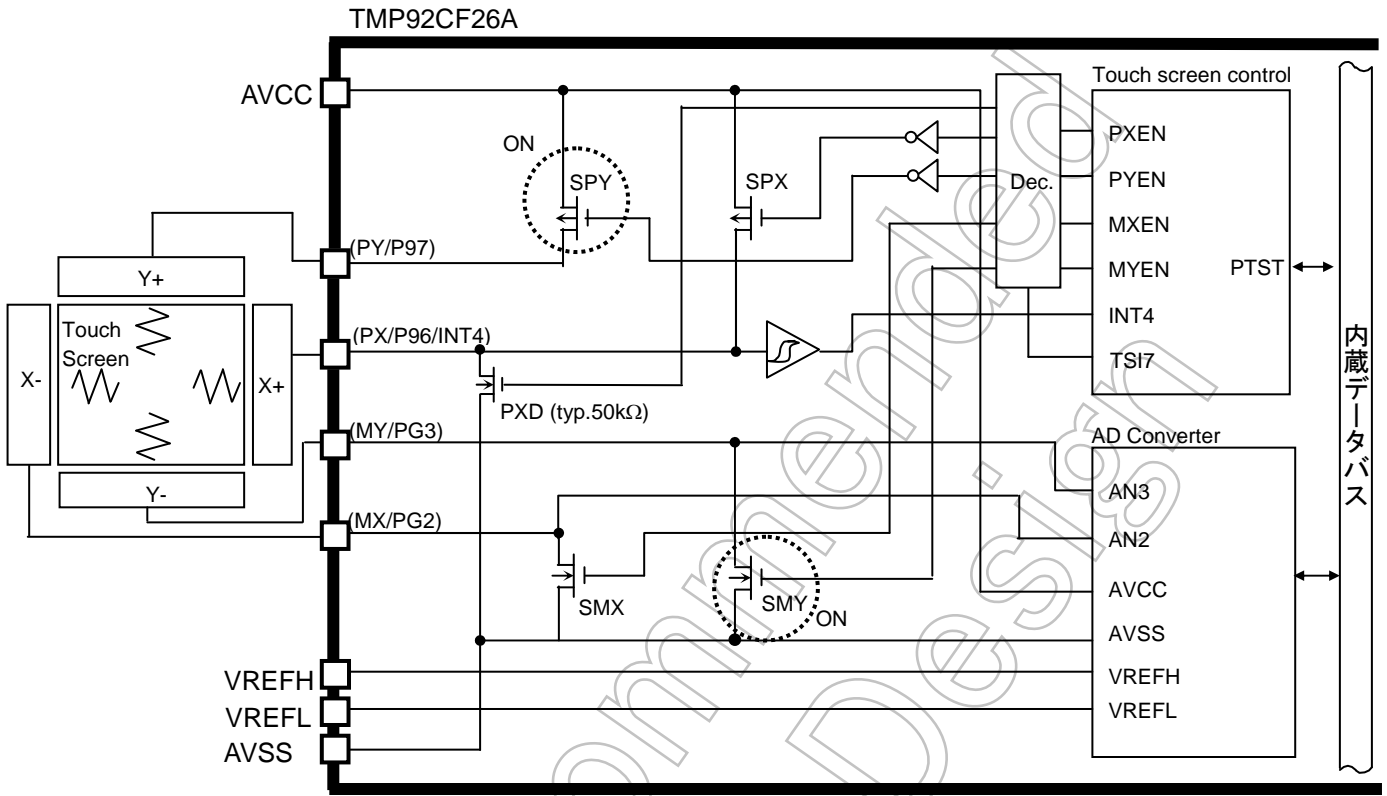 TMP92CF26A
AVCC
ON
SPY
SPX
Dec.
Touch screen control
PXEN
PYEN
MXEN
MYEN
PTST
INT4
TSI7
(PY/P97)
Y+
(PX/P96/INT4)
Touch
Screen
X-
X+
PXD (typ.50kΩ)
(MY/PG3)
Y-
(MX/PG2)
SMX
SMY
ON
AD Converter
AN3
AN2
AVCC
AVSS
VREFH
VREFL
内蔵データバス
VREFH
VREFL
AVSS
ommended
Design